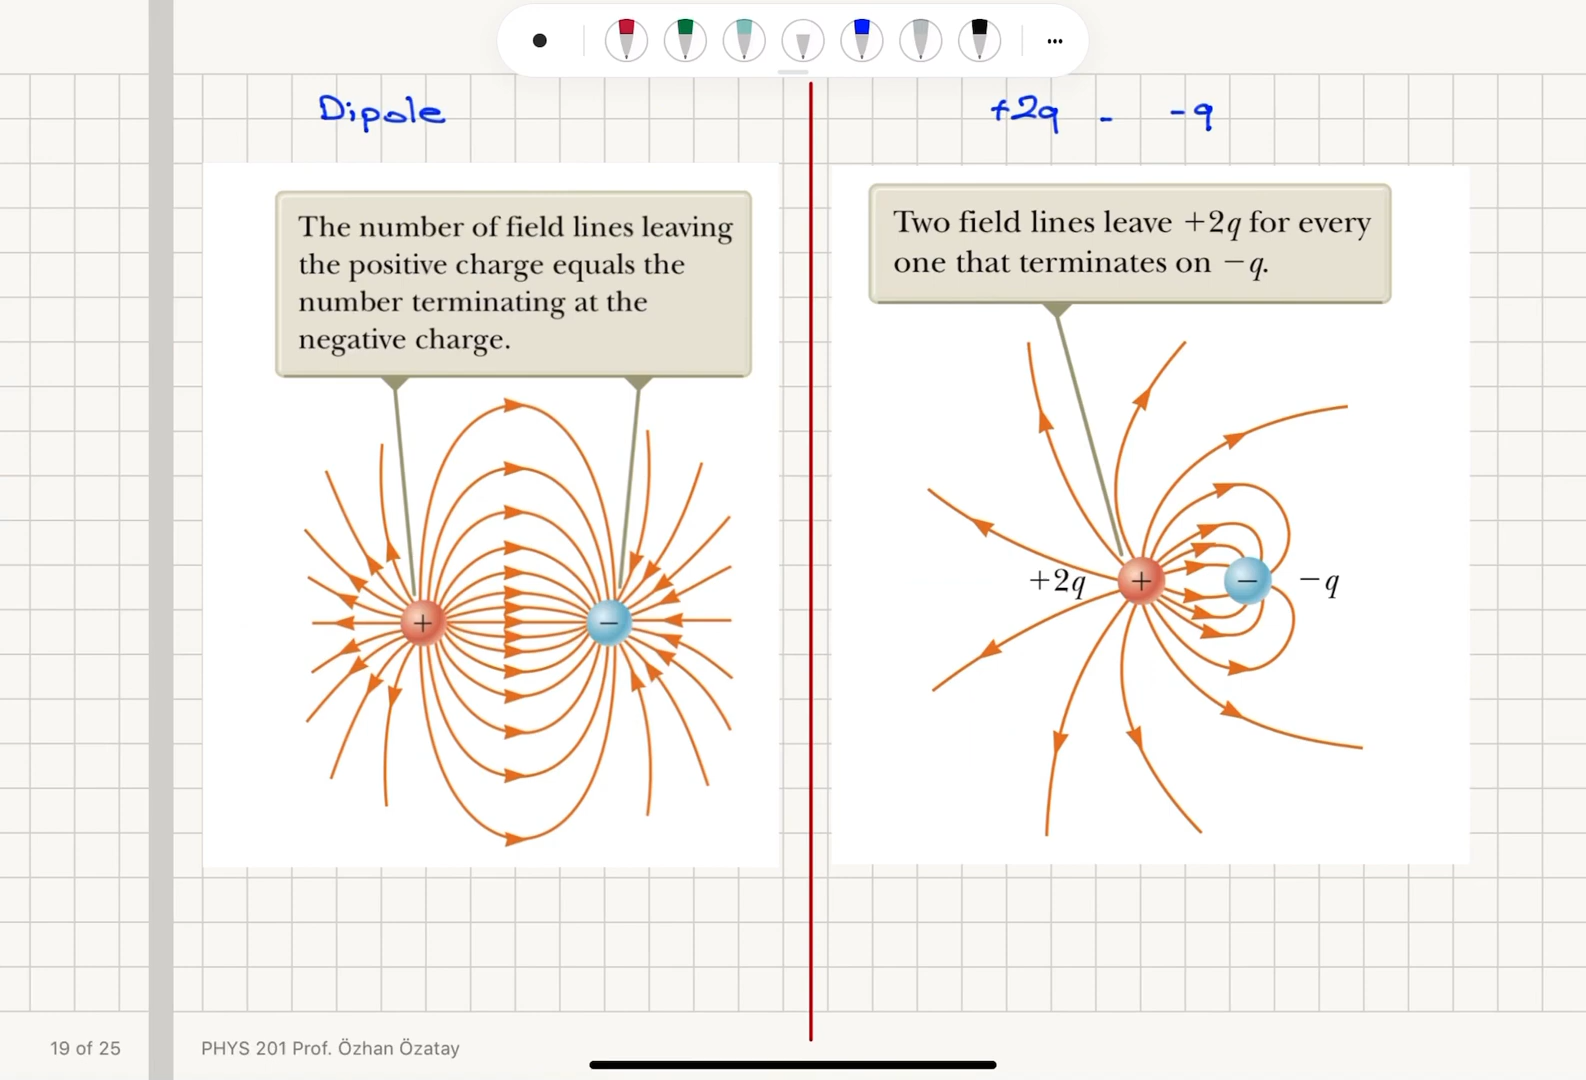 Dipole
The number of field lines leaving
the positive charge equals the
number terminating at the
negative charge.
+
−
+2q - -q
Two field lines leave +2q for every
one that terminates on −q.
+2q
+
−
−q
19 of 25
PHYS 201 Prof. Özhan Özatay